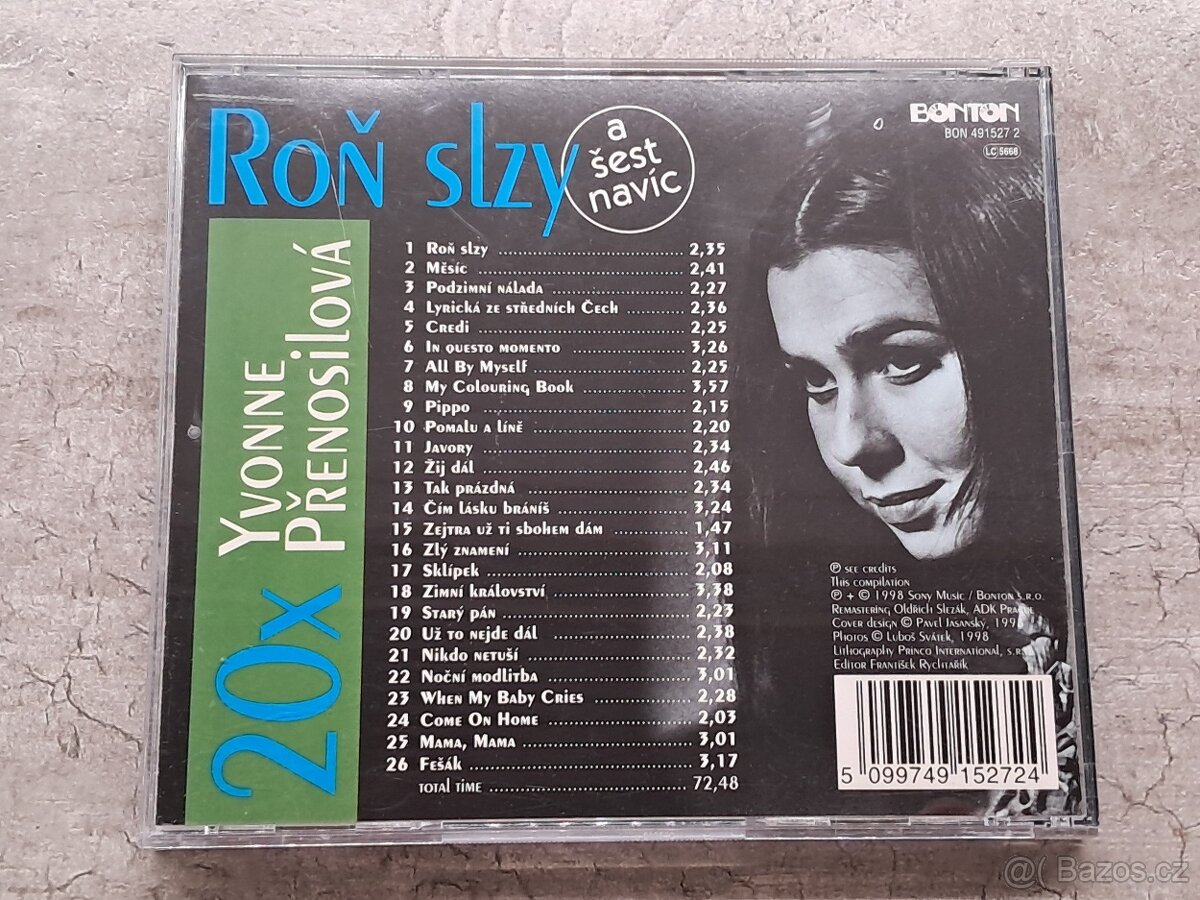 Roň slzy
a
šest
navíc
BONTON
BON 491527 2
LC 5666
20x Yvonne
Přenosilová
1 Roň slzy 2,35
2 Měsíc 2,41
3 Podzimní nálada 2,27
4 Lyrická ze středních Čech 2,36
5 Credi 2,25
6 In questo momento 3,26
7 All By Myself 2,25
8 My Colouring Book 3,57
9 Pippo 2,15
10 Pomalu a líně 2,20
11 Javory 2,34
12 Žij dál 2,46
13 Tak prázdná 2,34
14 Čím lásku bráníš 3,24
15 Zejtra už ti sbohem dám 1,47
16 Zlý znamení 3,11
17 Sklípek 2,08
18 Zimní království 3,38
19 Starý pán 2,23
20 Už to nejde dál 2,38
21 Nikdo netuší 2,32
22 Noční modlitba 3,01
23 When My Baby Cries 2,28
24 Come On Home 2,03
25 Mama, Mama 3,01
26 Fešák 3,17
total time 72,48
℗ see credits
This compilation
℗ + © 1998 Sony Music / Bonton s.r.o.
Remastering Oldřich Slezák, ADK Prague
Cover design © Pavel Jasanský, 1998
Photos © Luboš Svátek, 1998
Lithography Princo International, s.r.o.
Editor František Rychtařík
5 099749 152724
@( Bazos.cz